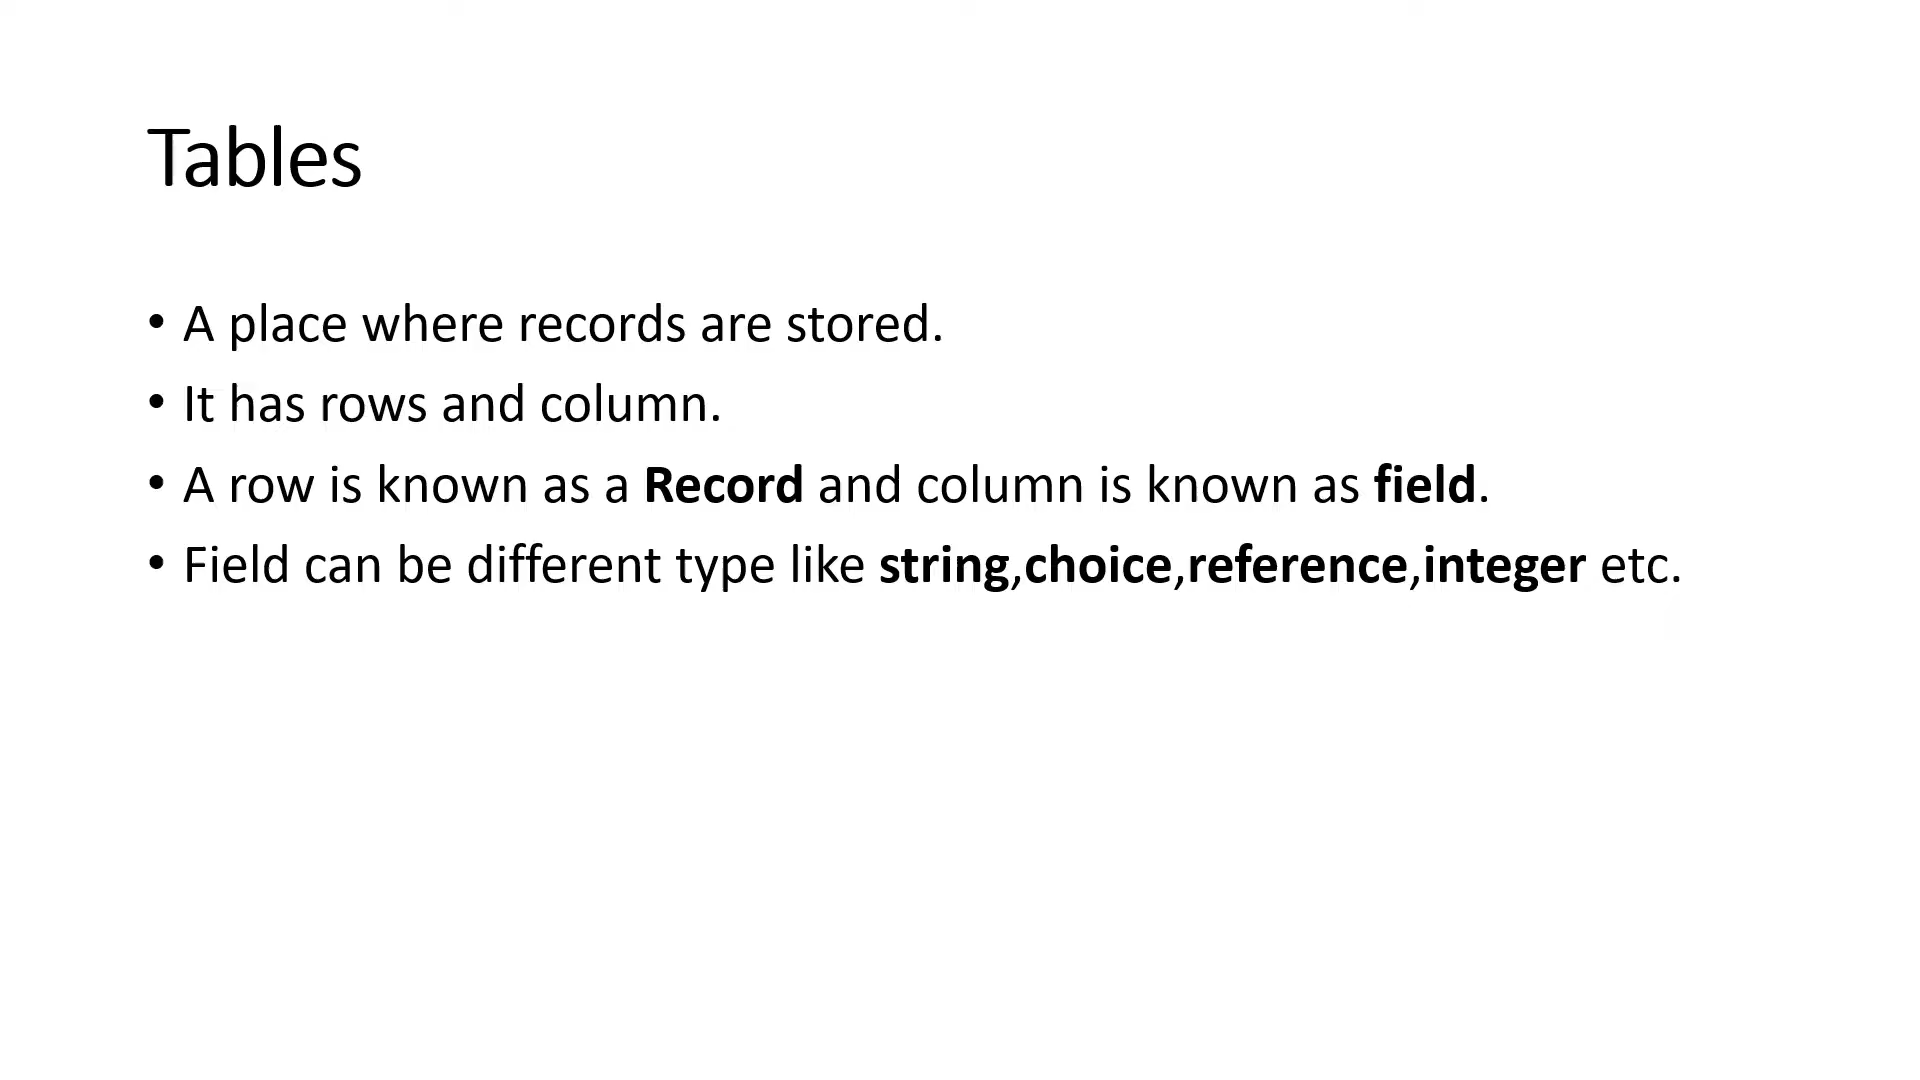 Tables
• A place where records are stored.
• It has rows and column.
• A row is known as a Record and column is known as field.
• Field can be different type like string,choice,reference,integer etc.